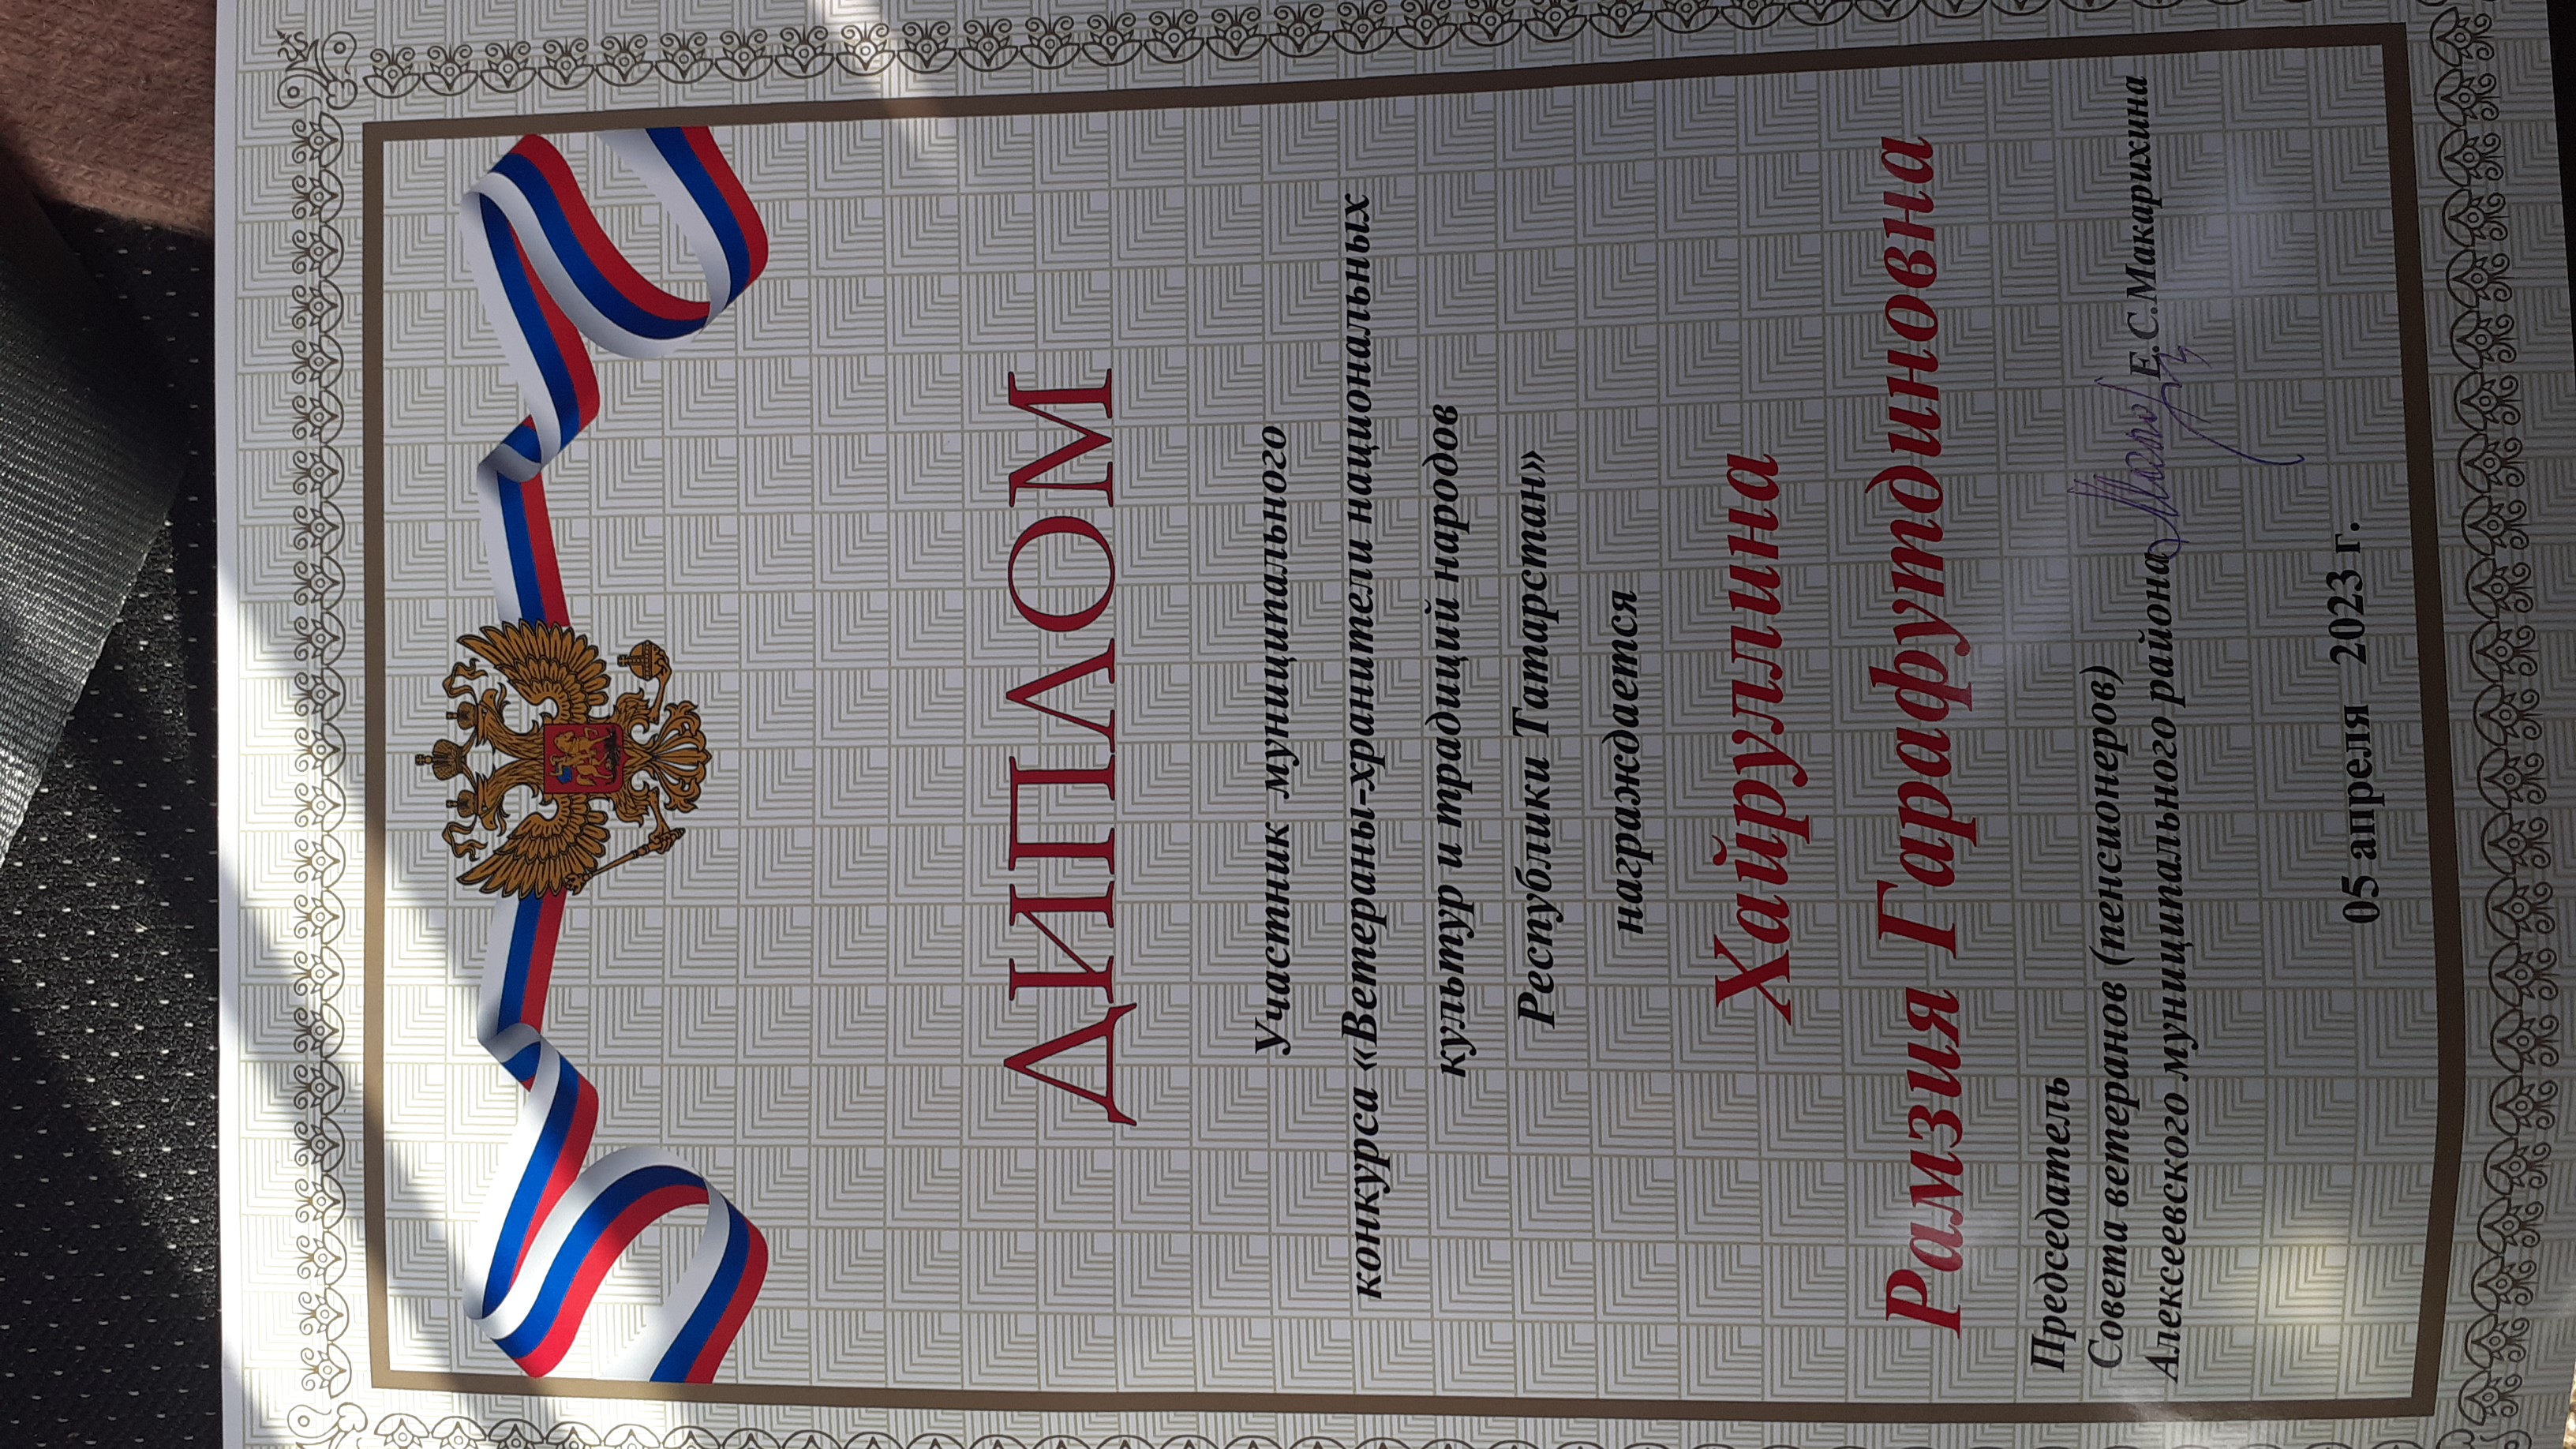 ДИПЛОМ
Участник муниципального
конкурса «Ветераны-хранители национальных
культур и традиций народов
Республики Татарстан»
награждается
Хайруллина
Рамзия Гарафутдиновна
Председатель
Совета ветеранов (пенсионеров)
Алексеевского муниципального района Е.С.Макарихина
05 апреля 2023 г.